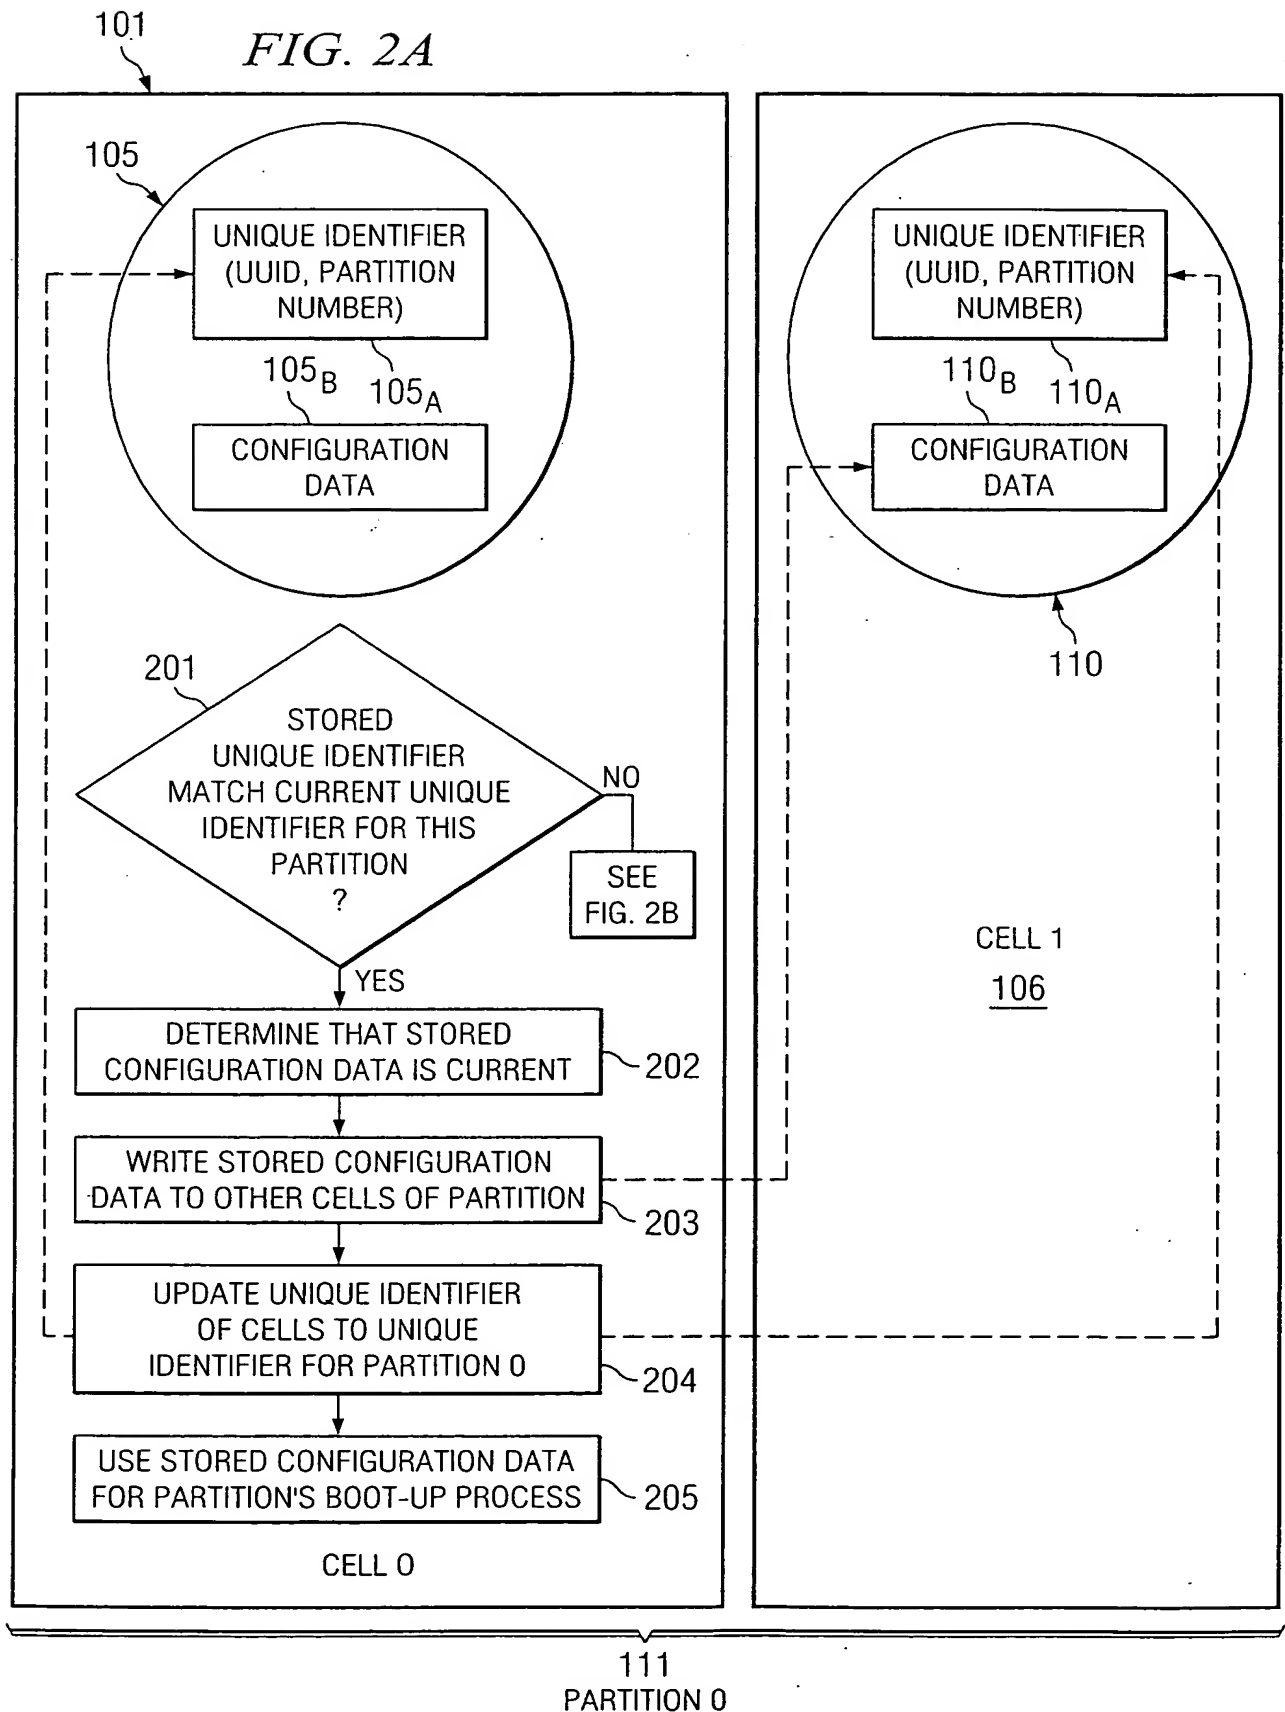 101
FIG. 2A
105
UNIQUE IDENTIFIER
(UUID, PARTITION
NUMBER)
105B
105A
CONFIGURATION
DATA
UNIQUE IDENTIFIER
(UUID, PARTITION
NUMBER)
110B
110A
CONFIGURATION
DATA
110
201
STORED
UNIQUE IDENTIFIER
MATCH CURRENT UNIQUE
IDENTIFIER FOR THIS
PARTITION
?
NO
SEE
FIG. 2B
YES
DETERMINE THAT STORED
CONFIGURATION DATA IS CURRENT
202
WRITE STORED CONFIGURATION
DATA TO OTHER CELLS OF PARTITION
203
UPDATE UNIQUE IDENTIFIER
OF CELLS TO UNIQUE
IDENTIFIER FOR PARTITION 0
204
USE STORED CONFIGURATION DATA
FOR PARTITION'S BOOT-UP PROCESS
205
CELL 0
CELL 1
106
111
PARTITION 0